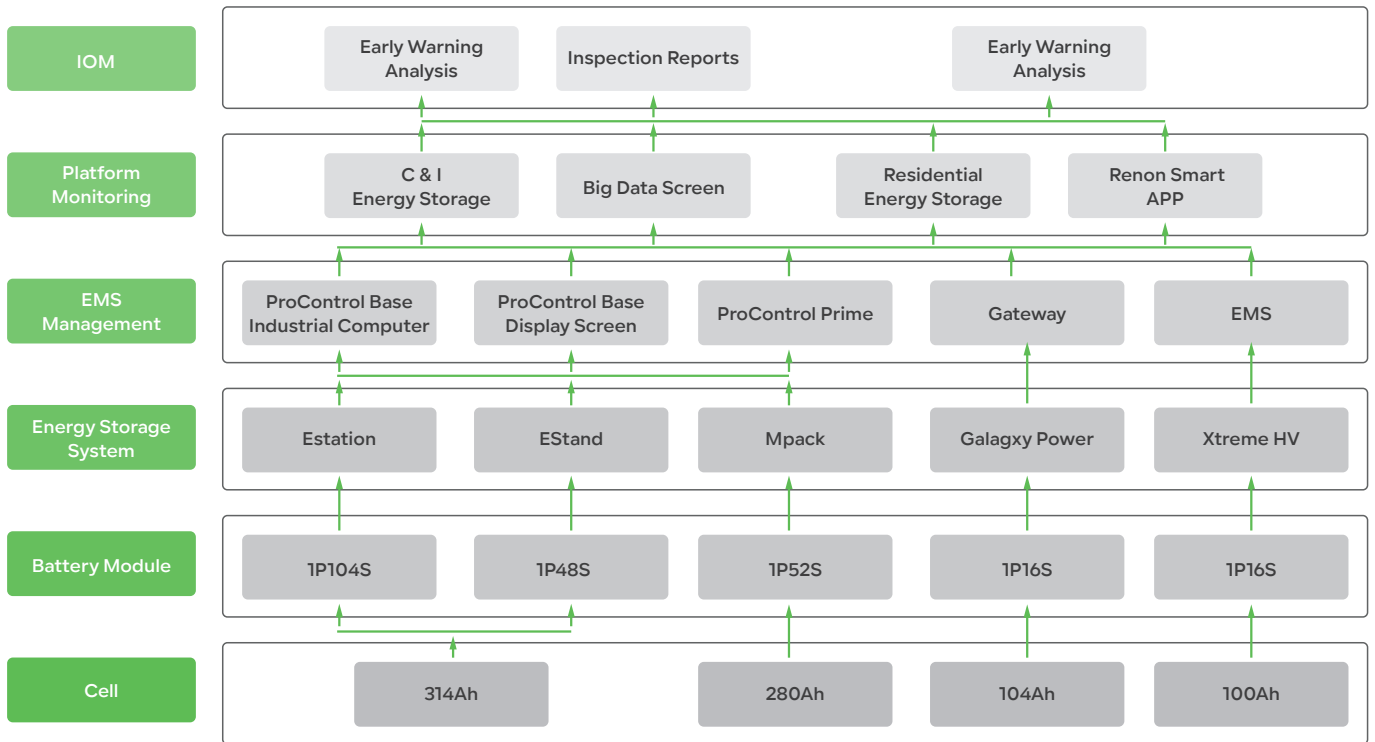 IOM
Early Warning
Analysis
Inspection Reports
Early Warning
Analysis
Platform
Monitoring
C & I
Energy Storage
Big Data Screen
Residential
Energy Storage
Renon Smart
APP
EMS
Management
ProControl Base
Industrial Computer
ProControl Base
Display Screen
ProControl Prime
Gateway
EMS
Energy Storage
System
Estation
EStand
Mpack
Galagxy Power
Xtreme HV
Battery Module
1P104S
1P48S
1P52S
1P16S
1P16S
Cell
314Ah
280Ah
104Ah
100Ah